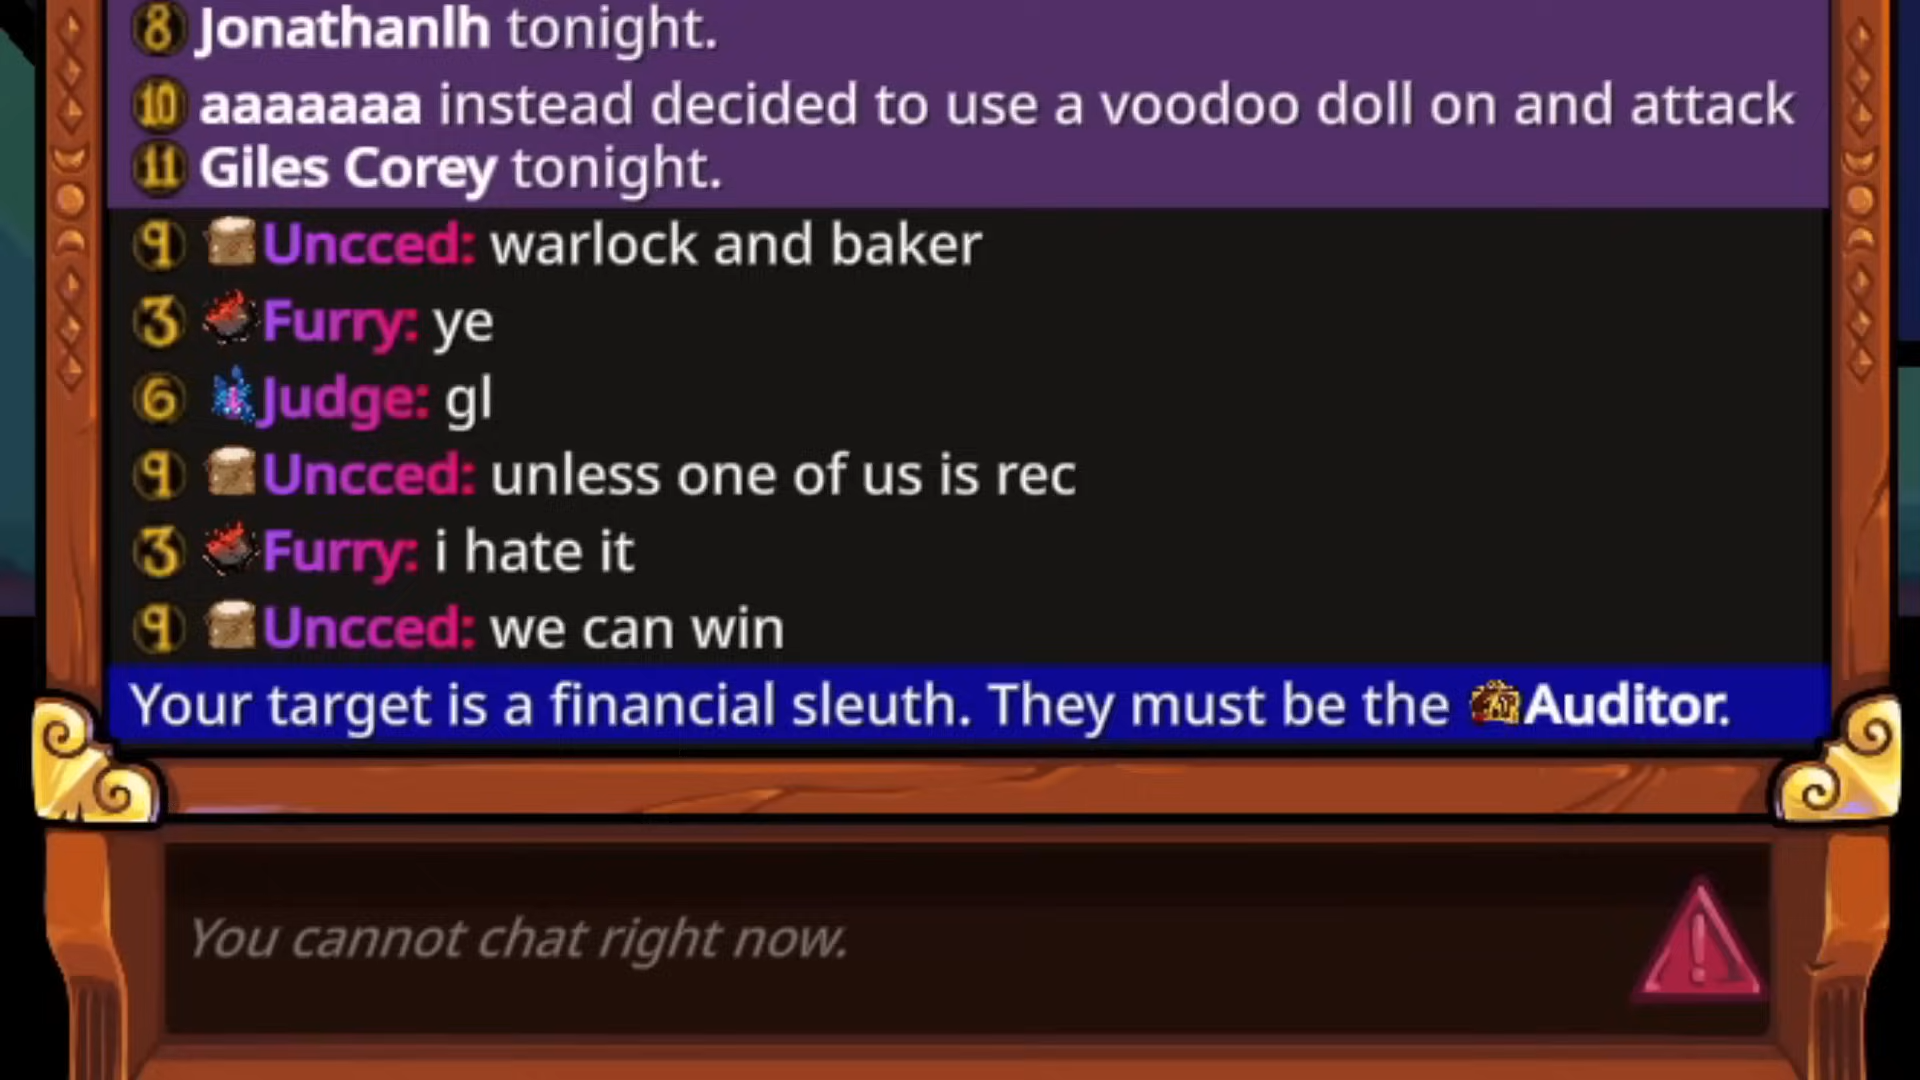 8 Jonathanlh tonight.
10 aaaaaaa instead decided to use a voodoo doll on and attack
11 Giles Corey tonight.
9 Uncced: warlock and baker
3 Furry: ye
6 Judge: gl
9 Uncced: unless one of us is rec
3 Furry: i hate it
9 Uncced: we can win
Your target is a financial sleuth. They must be the Auditor.
You cannot chat right now.